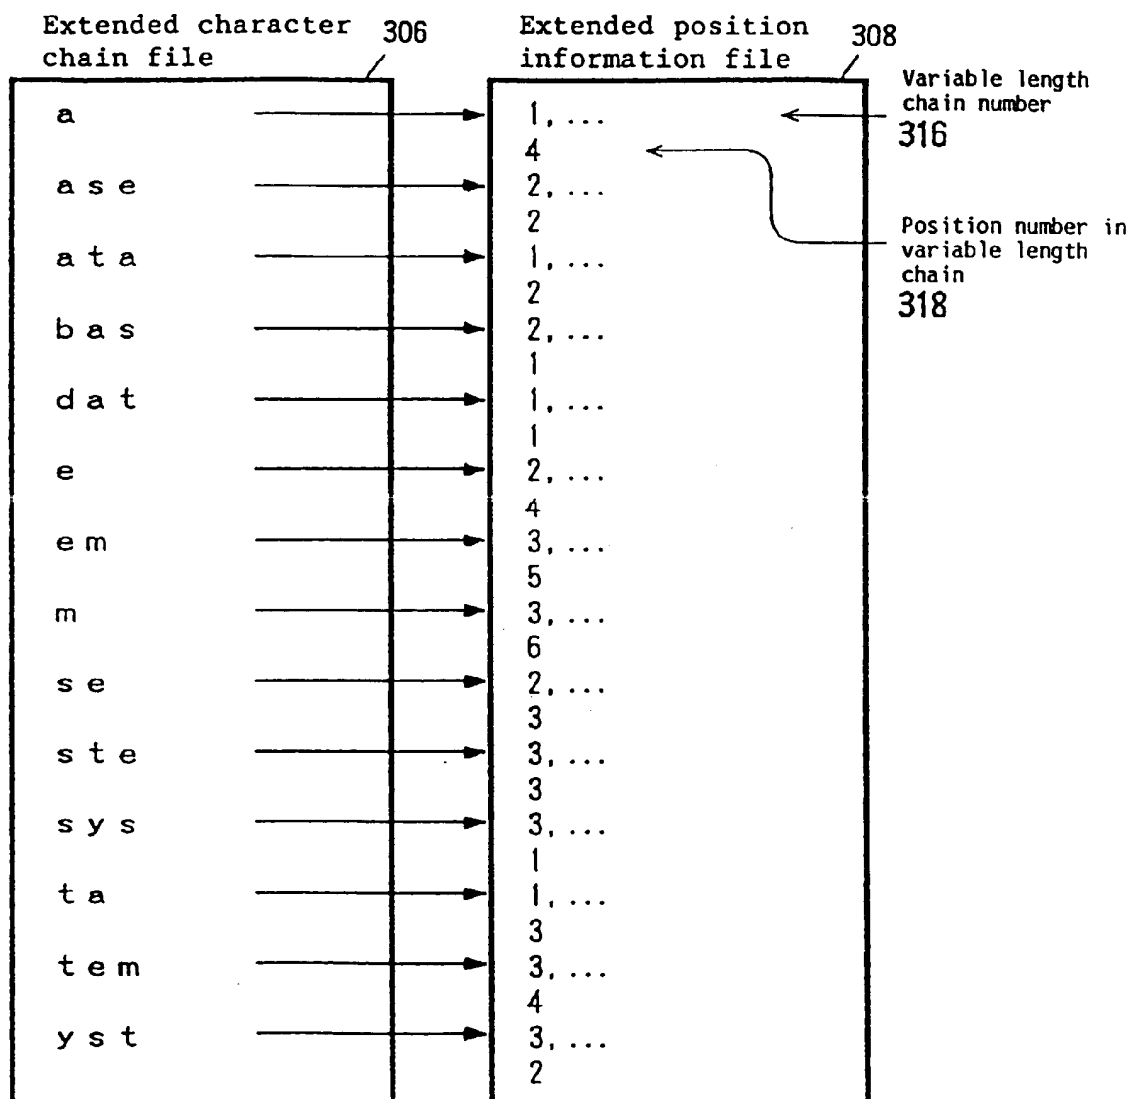 Extended character
chain file
306
Extended position
information file
308
Variable length
chain number
316
Position number in
variable length
chain
318
a
1, ...
4
ase
2, ...
2
ata
1, ...
2
bas
2, ...
1
dat
1, ...
1
e
2, ...
4
em
3, ...
5
m
3, ...
6
se
2, ...
3
ste
3, ...
3
sys
3, ...
1
ta
1, ...
3
tem
3, ...
4
yst
3, ...
2